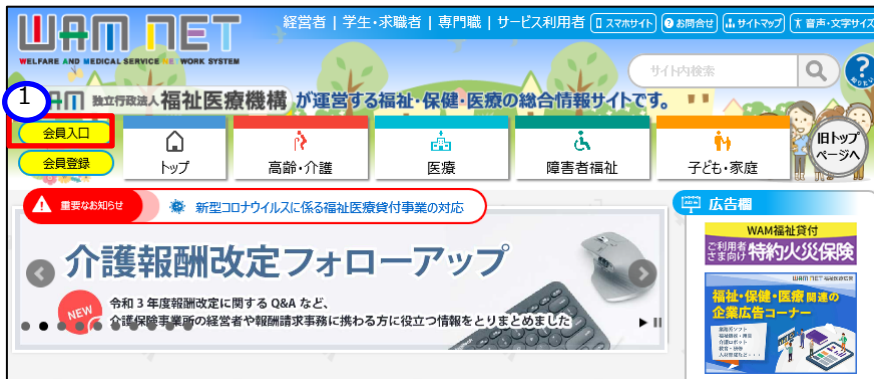 WAM NET
経営者 | 学生・求職者 | 専門職 | サービス利用者
スマホサイト
お問合せ
サイトマップ
音声・文字サイズ
WELFARE AND MEDICAL SERVICE NETWORK SYSTEM
サイト内検索
?
1
独立行政法人 福祉医療機構 が運営する福祉・保健・医療の総合情報サイトです。
会員入口
会員登録
トップ
高齢・介護
医療
障害者福祉
子ども・家庭
旧トップ
ページへ
重要なお知らせ
新型コロナウイルスに係る福祉医療貸付事業の対応
広告欄
介護報酬改定フォローアップ
NEW
令和3年度報酬改定に関するQ&Aなど、
介護保険事業所の経営者や報酬請求事務に携わる方に役立つ情報をとりまとめました
WAM福祉貸付
ご利用者
さま向け 特約火災保険
福祉・保健・医療 関連の
企業広告コーナー